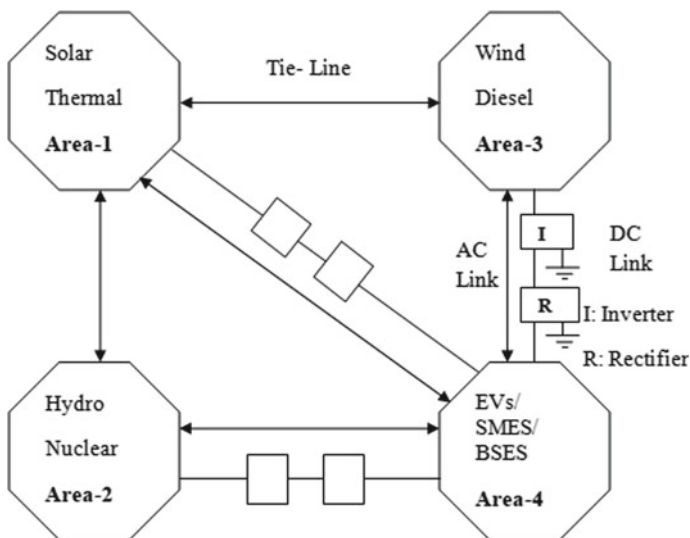 Solar
Thermal
Area-1
Tie- Line
Wind
Diesel
Area-3
AC
Link
I
R
DC
Link
I: Inverter
R: Rectifier
Hydro
Nuclear
Area-2
EVs/
SMES/
BSES
Area-4